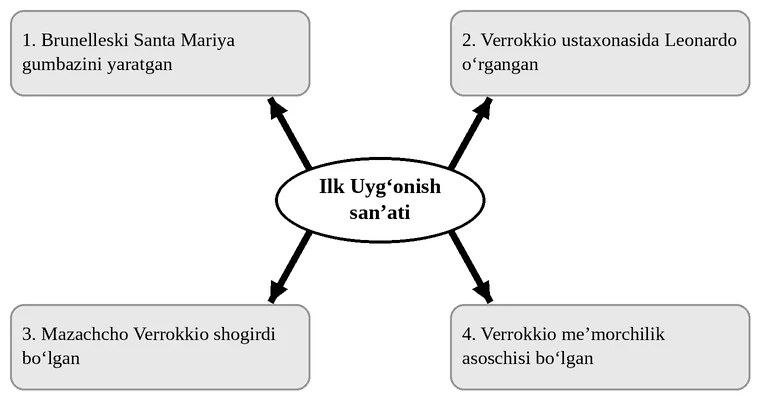 1. Brunelleski Santa Mariya
gumbazini yaratgan
2. Verrokkio ustaxonasida Leonardo
o‘rgangan
Ilk Uyg‘onish
san’ati
3. Mazachcho Verrokkio shogirdi
bo‘lgan
4. Verrokkio me’morchilik
asoschisi bo‘lgan